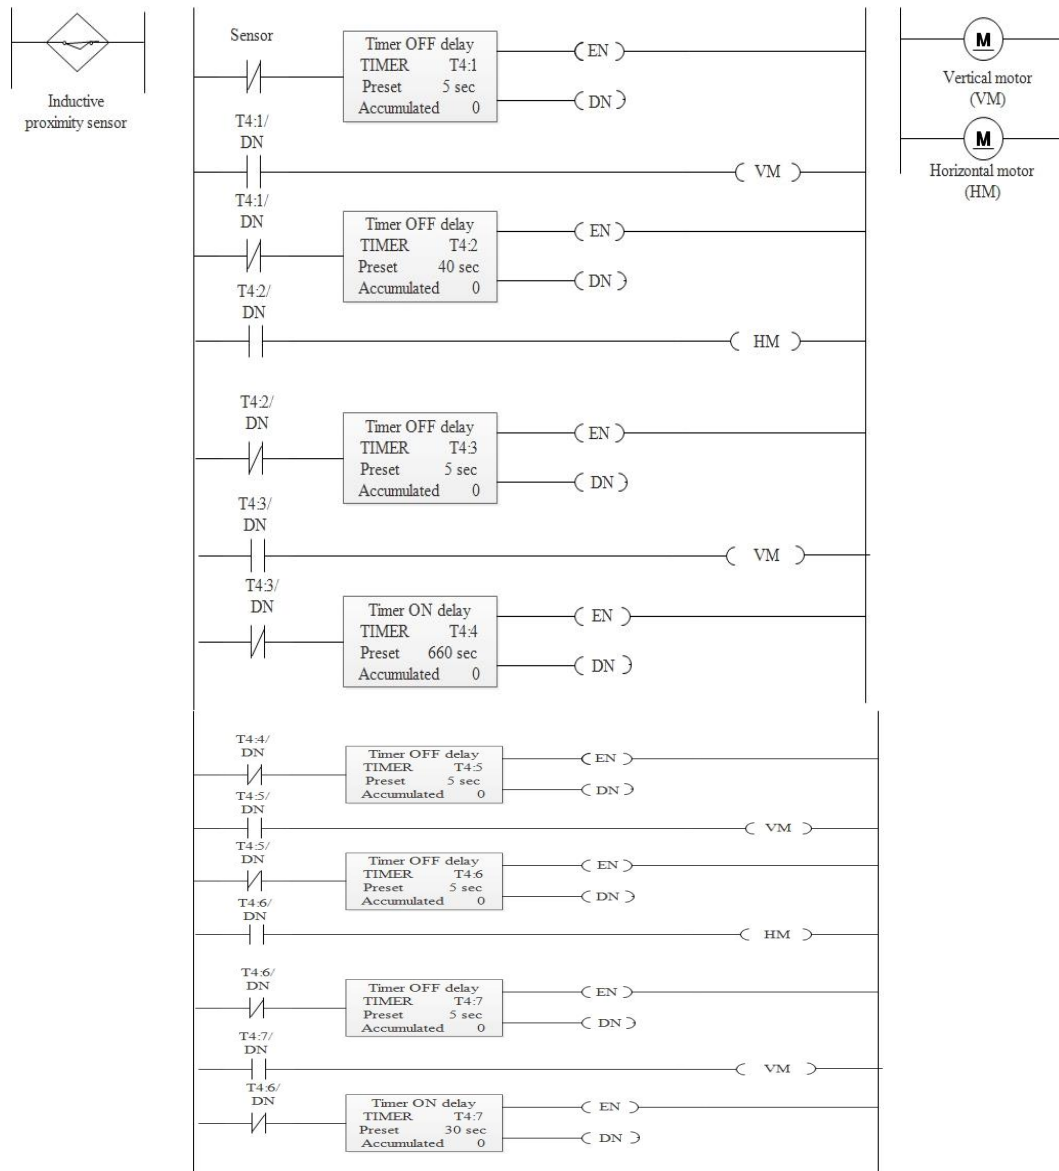 Inductive
proximity sensor
Sensor
Timer OFF delay
TIMER T4:1
Preset 5 sec
Accumulated 0
EN
DN
T4:1/
DN
VM
T4:1/
DN
Timer OFF delay
TIMER T4:2
Preset 40 sec
Accumulated 0
EN
DN
T4:2/
DN
HM
T4:2/
DN
Timer OFF delay
TIMER T4:3
Preset 5 sec
Accumulated 0
EN
DN
T4:3/
DN
VM
T4:3/
DN
Timer ON delay
TIMER T4:4
Preset 660 sec
Accumulated 0
EN
DN
T4:4/
DN
Timer OFF delay
TIMER T4:5
Preset 5 sec
Accumulated 0
EN
DN
T4:5/
DN
VM
T4:5/
DN
Timer OFF delay
TIMER T4:6
Preset 5 sec
Accumulated 0
EN
DN
T4:6/
DN
HM
T4:6/
DN
Timer OFF delay
TIMER T4:7
Preset 5 sec
Accumulated 0
EN
DN
T4:7/
DN
VM
T4:6/
DN
Timer ON delay
TIMER T4:7
Preset 30 sec
Accumulated 0
EN
DN
M
Vertical motor
(VM)
M
Horizontal motor
(HM)